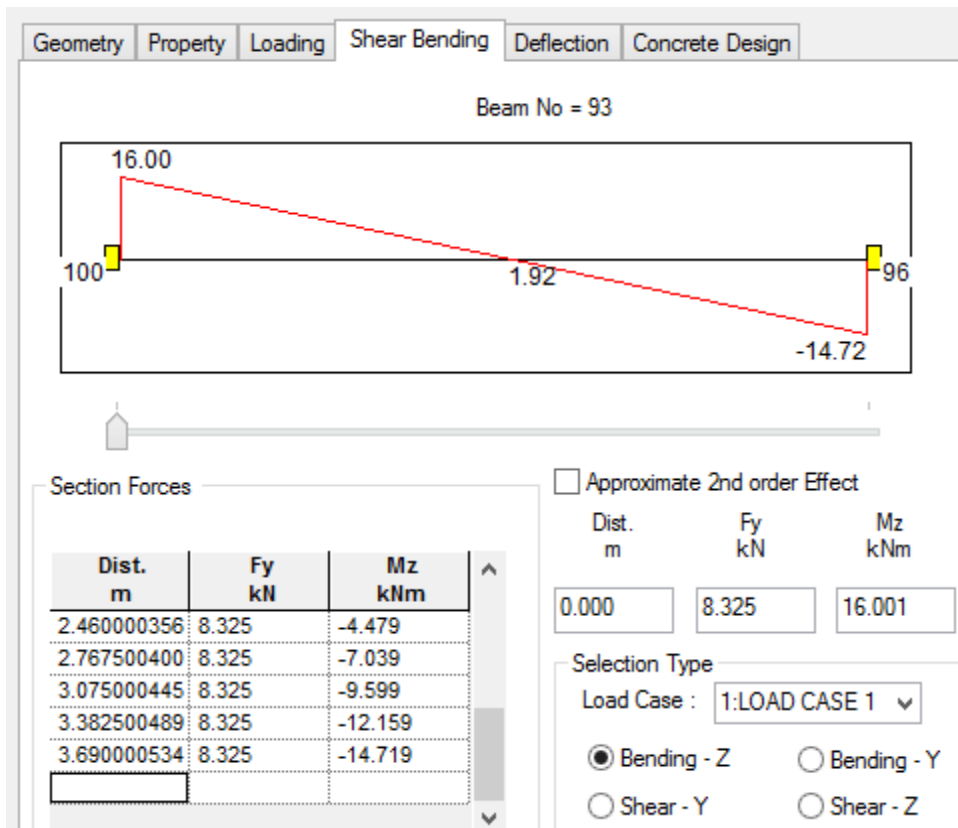 Geometry Property Loading Shear Bending Deflection Concrete Design
Beam No = 93
16.00
100 1.92 96
-14.72
Section Forces
Dist. Fy Mz
m kN kNm
2.460000356 8.325 -4.479
2.767500400 8.325 -7.039
3.075000445 8.325 -9.599
3.382500489 8.325 -12.159
3.690000534 8.325 -14.719
Approximate 2nd order Effect
Dist. Fy Mz
m kN kNm
0.000 8.325 16.001
Selection Type
Load Case : 1:LOAD CASE 1
Bending - Z Bending - Y
Shear - Y Shear - Z